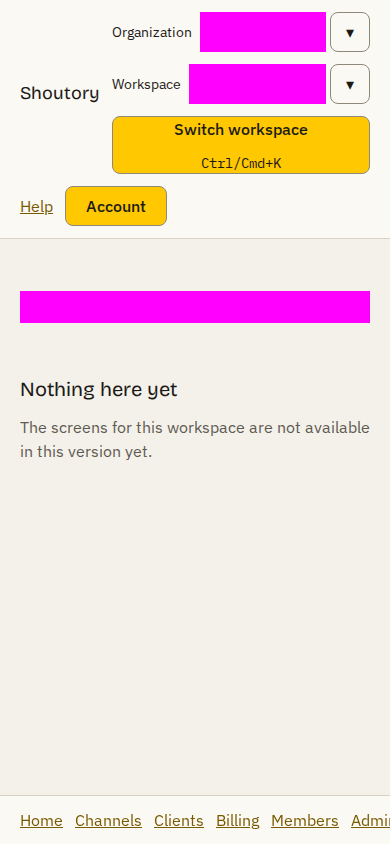 Organization
▼
Shoutory
Workspace
▼
Switch workspace
Ctrl/Cmd+K
Help
Account
Nothing here yet
The screens for this workspace are not available
in this version yet.
Home Channels Clients Billing Members